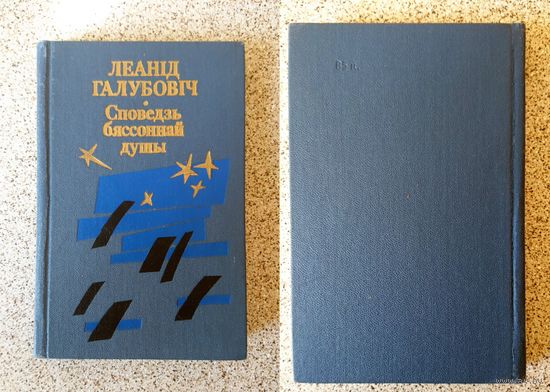 ЛЕАНІД
ГАЛУБОВІЧ
Споведзь
бяссоннай
душы